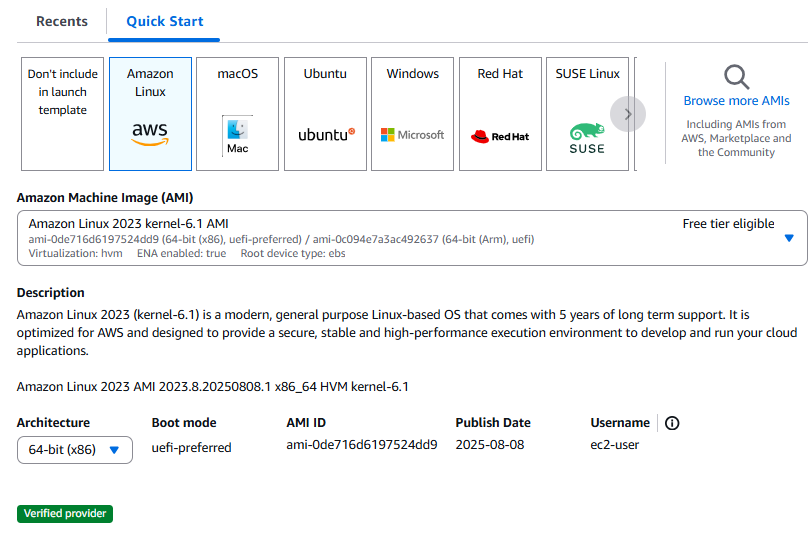 Recents
Quick Start
Don't include
in launch
template
Amazon
Linux
aws
macOS
Mac
Ubuntu
ubuntu
Windows
Microsoft
Red Hat
Red Hat
SUSE Linux
SUSE
Browse more AMIs
Including AMIs from
AWS, Marketplace and
the Community
Amazon Machine Image (AMI)
Amazon Linux 2023 kernel-6.1 AMI
Free tier eligible
ami-0de716d6197524dd9 (64-bit (x86), uefi-preferred) / ami-0c094e7a3ac492637 (64-bit (Arm), uefi)
Virtualization: hvm ENA enabled: true Root device type: ebs
Description
Amazon Linux 2023 (kernel-6.1) is a modern, general purpose Linux-based OS that comes with 5 years of long term support. It is
optimized for AWS and designed to provide a secure, stable and high-performance execution environment to develop and run your cloud
applications.
Amazon Linux 2023 AMI 2023.8.20250808.1 x86_64 HVM kernel-6.1
Architecture
64-bit (x86)
Boot mode
uefi-preferred
AMI ID
ami-0de716d6197524dd9
Publish Date
2025-08-08
Username
ec2-user
Verified provider